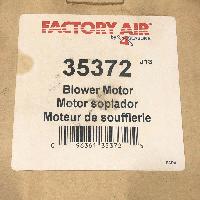 FACTORY AIR
35372
Blower Motor
Motor soplador
Moteur de soufflerie